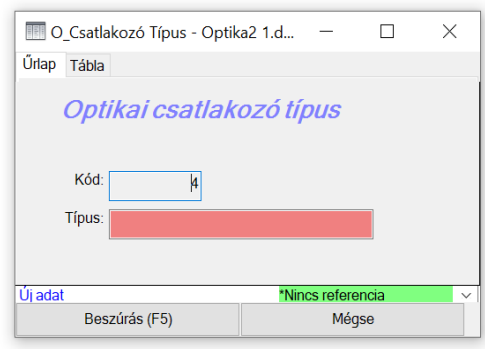 O_Csatlakozó Típus - Optika2 1.d...
Űrlap Tábla
Optikai csatlakozó típus
Kód: 4
Típus:
Új adat *Nincs referencia
Beszúrás (F5) Mégse